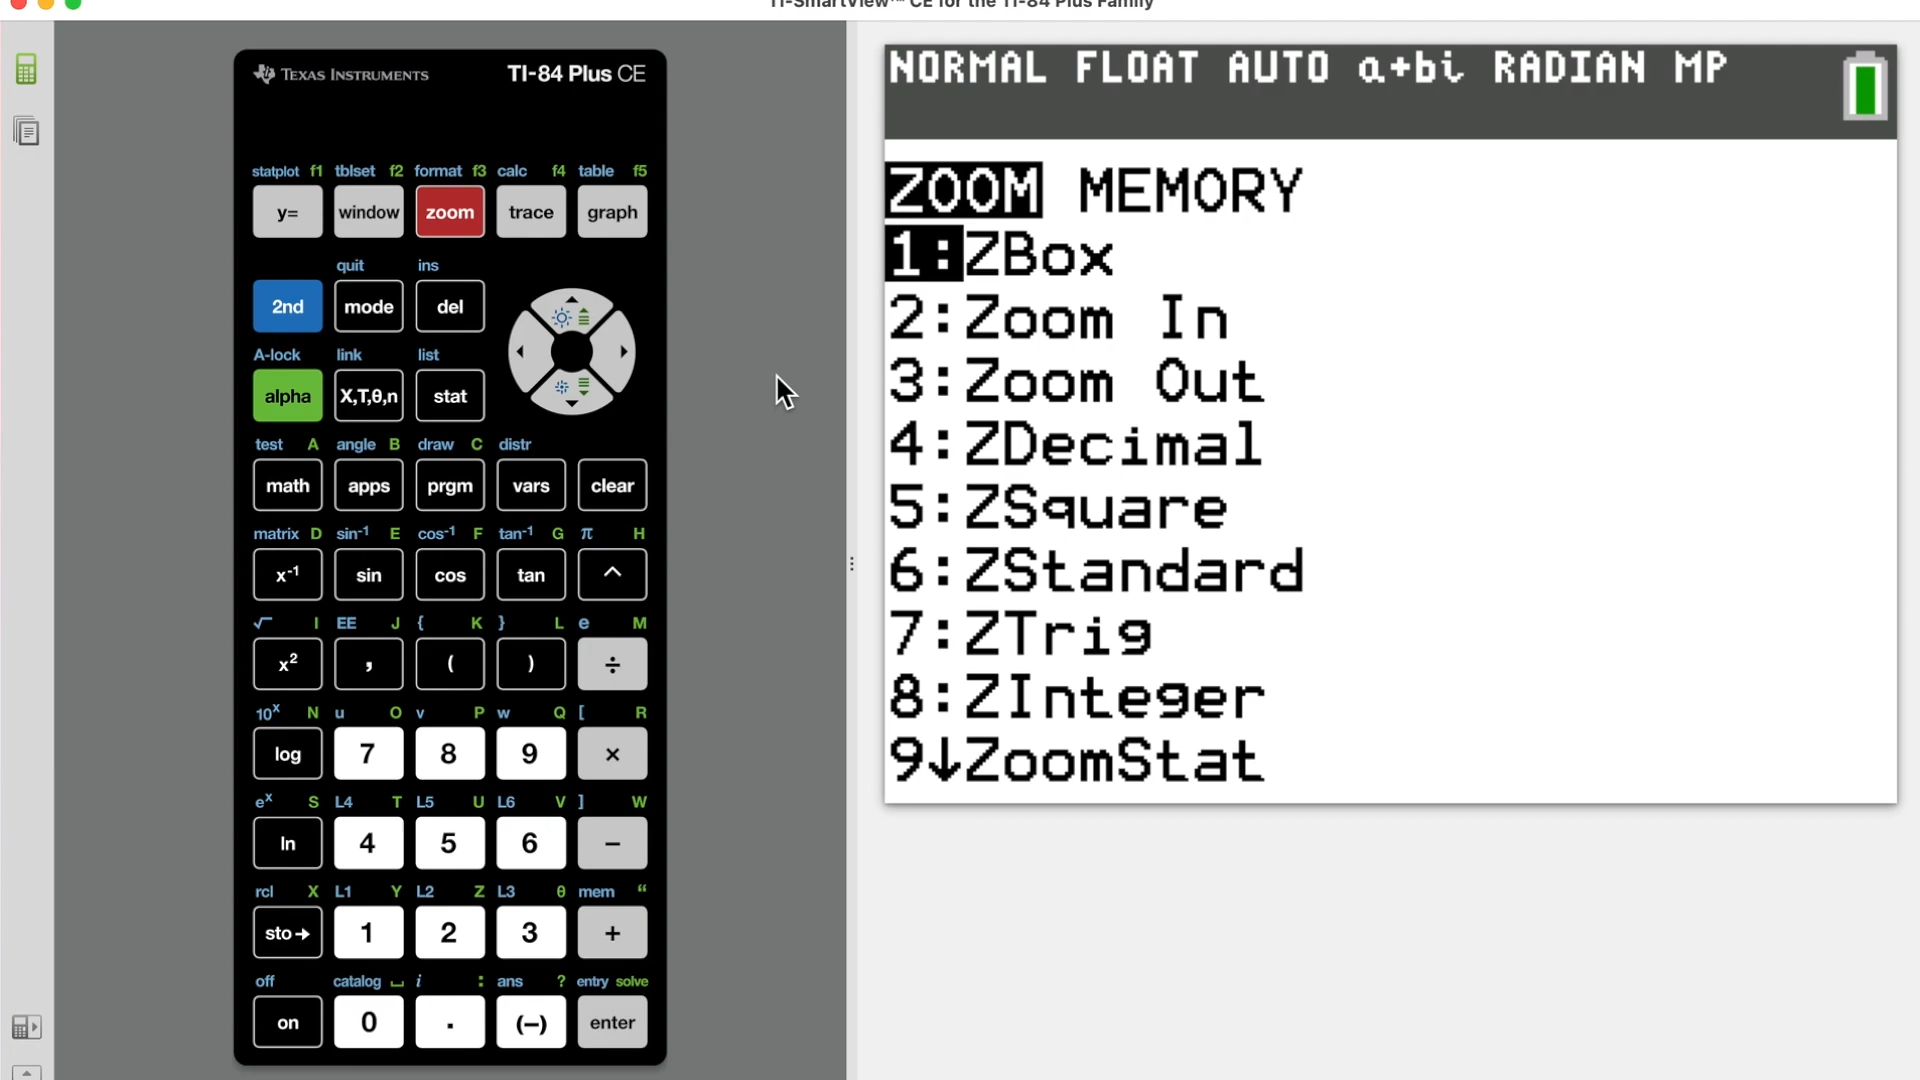 TI-SmartView™ CE for the TI-84 Plus Family
TEXAS INSTRUMENTS TI-84 Plus CE
statplot f1 tblset f2 format f3 calc f4 table f5
y= window zoom trace graph
quit ins
2nd mode del
A-lock link list
alpha X,T,θ,n stat
test A angle B draw C distr
math apps prgm vars clear
matrix D sin⁻¹ E cos⁻¹ F tan⁻¹ G π H
x⁻¹ sin cos tan ^
√ I EE J { K } L e M
x² , ( ) ÷
10ˣ N u O v P w Q [ R
log 7 8 9 ×
eˣ S L4 T L5 U L6 V ] W
ln 4 5 6 −
rcl X L1 Y L2 Z L3 θ mem “
sto→ 1 2 3 +
off catalog ⎵ i : ans ? entry solve
on 0 . (−) enter
NORMAL FLOAT AUTO a+bi RADIAN MP
ZOOM MEMORY
1:ZBox
2:Zoom In
3:Zoom Out
4:ZDecimal
5:ZSquare
6:ZStandard
7:ZTrig
8:ZInteger
9↓ZoomStat